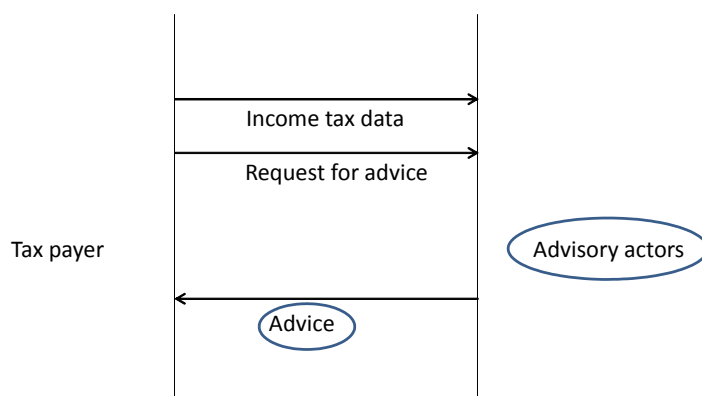 Income tax data
Request for advice
Tax payer
Advisory actors
Advice